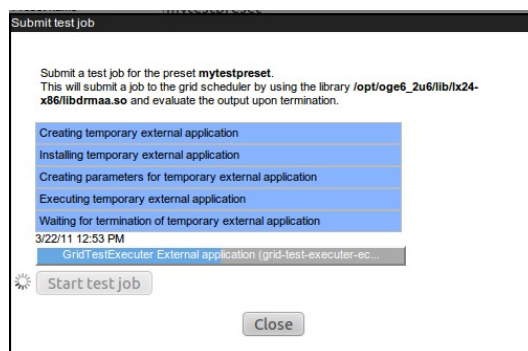 Submit test job
Submit a test job for the preset mytestpreset.
This will submit a job to the grid scheduler by using the library /opt/oge6_2u6/lib/lx24-
x86/libdrmaa.so and evaluate the output upon termination.
Creating temporary external application
Installing temporary external application
Creating parameters for temporary external application
Executing temporary external application
Waiting for termination of temporary external application
3/22/11 12:53 PM
GridTestExecuter External application (grid-test-executer-ec...
Start test job
Close